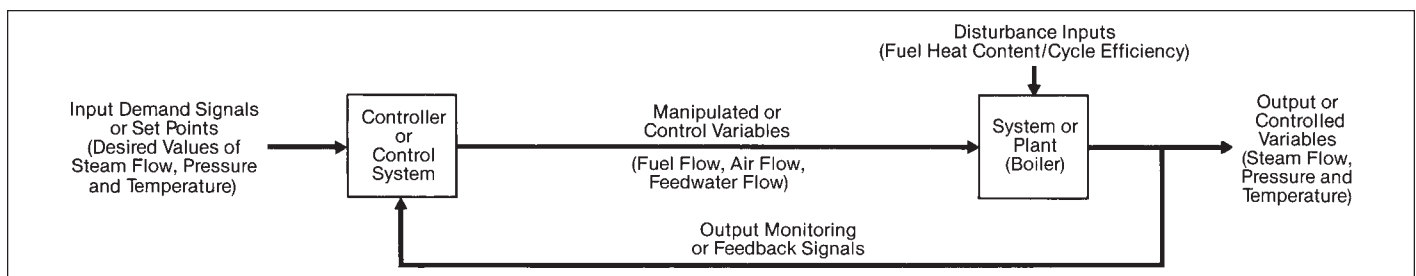 Disturbance Inputs
(Fuel Heat Content/Cycle Efficiency)
Input Demand Signals
or Set Points
(Desired Values of
Steam Flow, Pressure
and Temperature)
Controller
or
Control
System
Manipulated or
Control Variables
(Fuel Flow, Air Flow,
Feedwater Flow)
System or
Plant
(Boiler)
Output or
Controlled
Variables
(Steam Flow,
Pressure and
Temperature)
Output Monitoring
or Feedback Signals